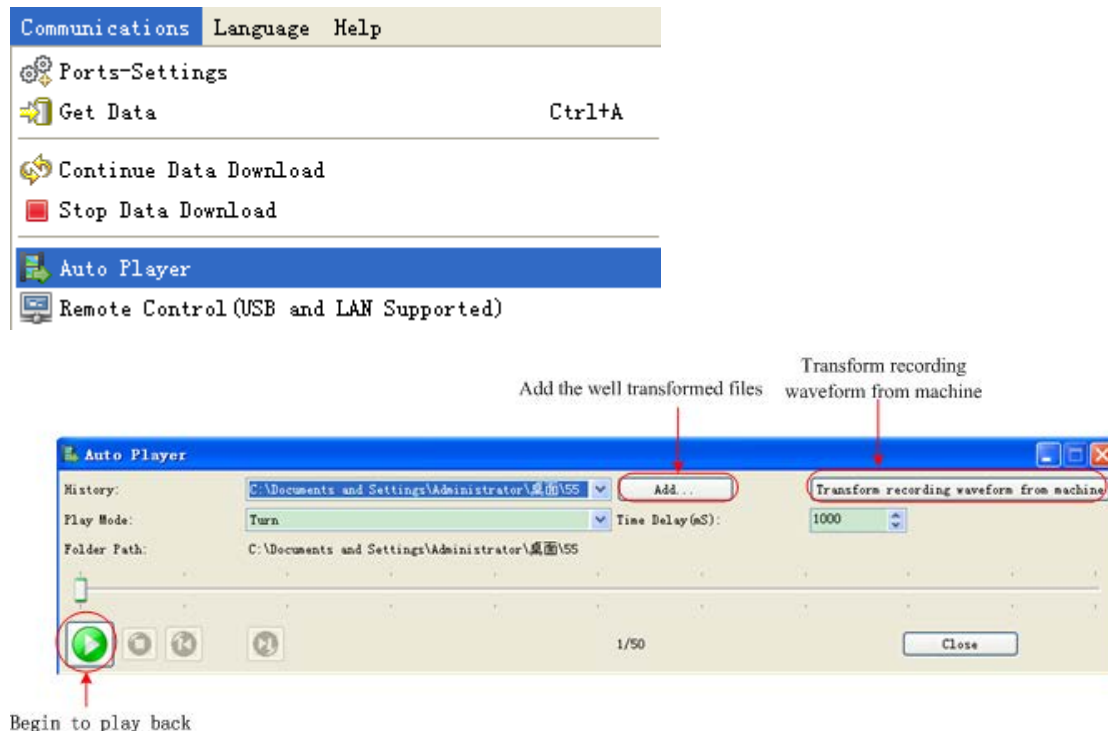 Communications Language Help
Ports-Settings
Get Data Ctrl+A
Continue Data Download
Stop Data Download
Auto Player
Remote Control(USB and LAN Supported)
Transform recording
waveform from machine
Add the well transformed files
Auto Player
History: C:\Documents and Settings\Administrator\桌面\55 Add... Transform recording waveform from machine
Play Mode: Turn Time Delay(mS): 1000
Folder Path: C:\Documents and Settings\Administrator\桌面\55
1/50 Close
Begin to play back